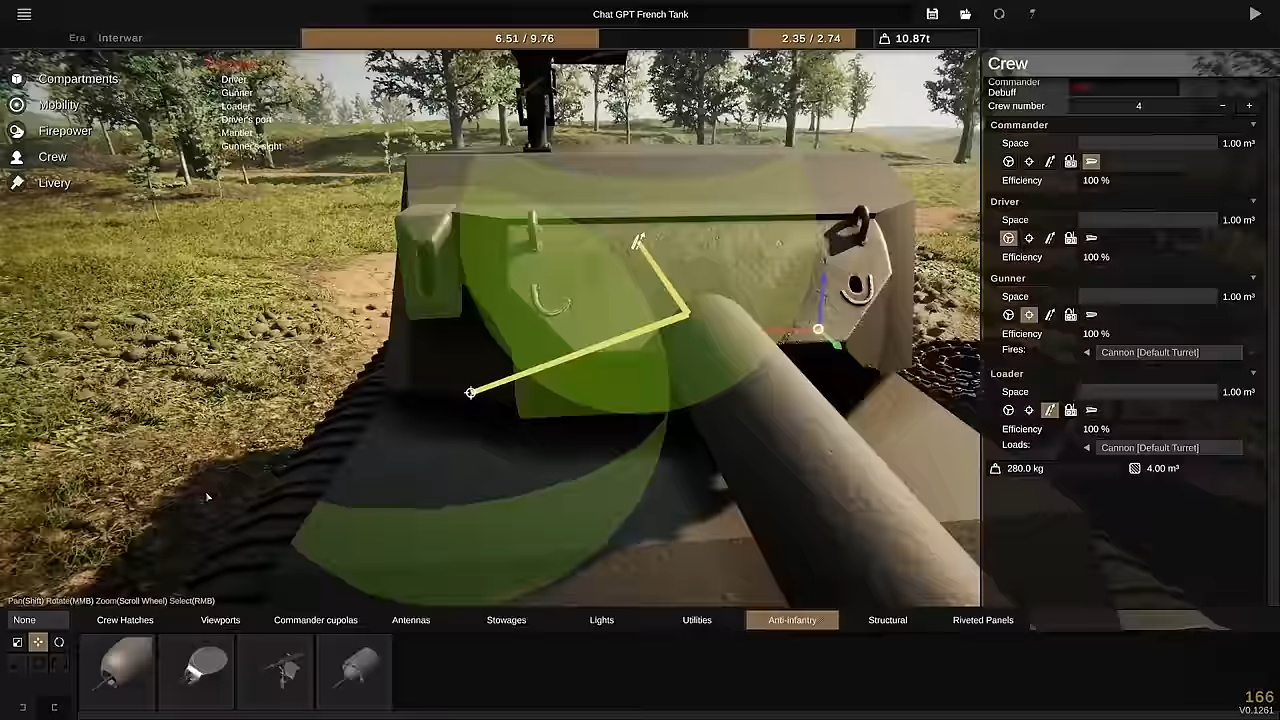 Chat GPT French Tank
Era Interwar
6.51 / 9.76
2.35 / 2.74
10.87t
Compartments
Mobility
Firepower
Crew
Livery
Driver
Gunner
Loader
Driver's port
Mantlet
Gunner's sight
Crew
Commander
Debuff
Crew number 4 - +
Commander
Space 1.00 m³
Efficiency 100 %
Driver
Space 1.00 m³
Efficiency 100 %
Gunner
Space 1.00 m³
Efficiency 100 %
Fires: Cannon [Default Turret]
Loader
Space 1.00 m³
Efficiency 100 %
Loads: Cannon [Default Turret]
280.0 kg 4.00 m³
Pan(Shift) Rotate(MMB) Zoom(Scroll Wheel) Select(RMB)
None Crew Hatches Viewports Commander cupolas Antennas Stowages Lights Utilities Anti-infantry Structural Riveted Panels
166
V0.1261